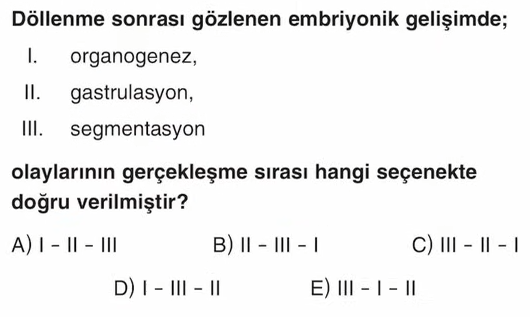 Döllenme sonrası gözlenen embriyonik gelişimde;
I. organogenez,
II. gastrulasyon,
III. segmentasyon
olaylarının gerçekleşme sırası hangi seçenekte
doğru verilmiştir?
A) I – II – III B) II – III – I C) III – II – I
D) I – III – II E) III – I – II